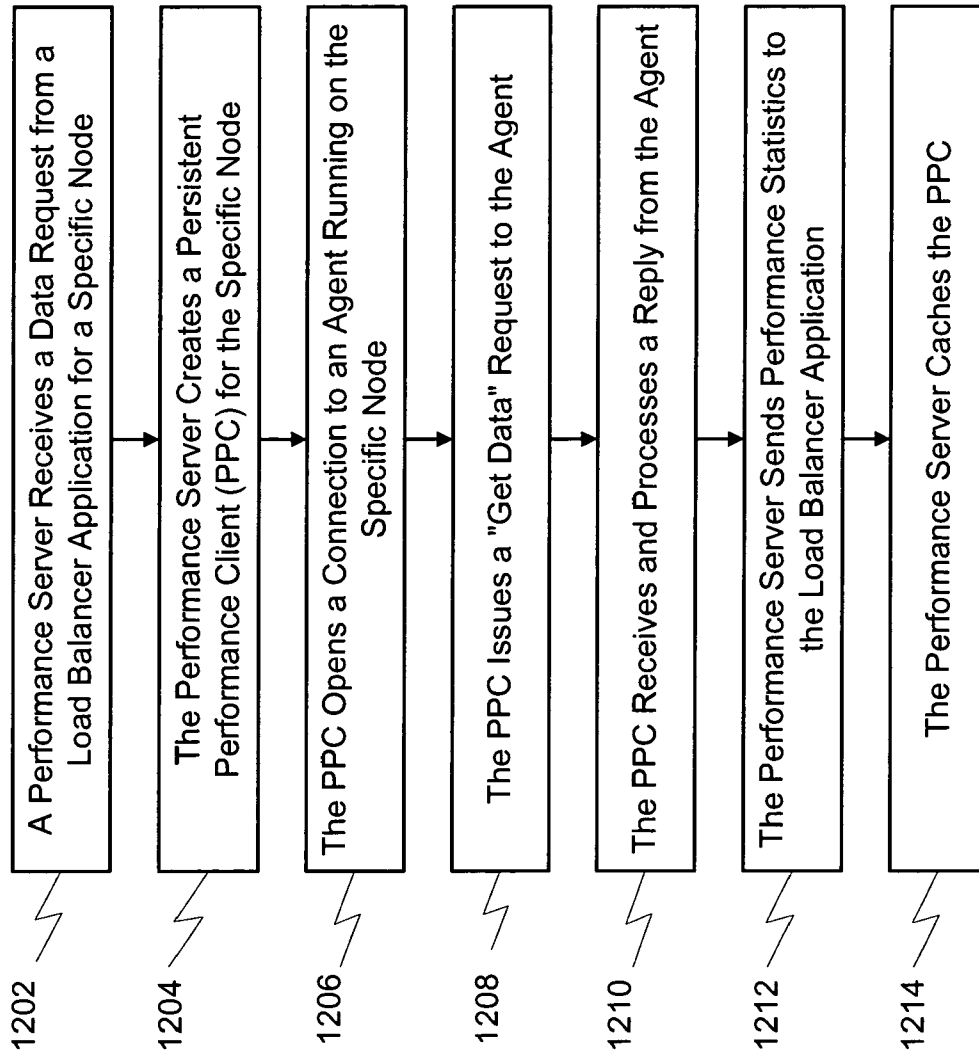 1202
A Performance Server Receives a Data Request from a
Load Balancer Application for a Specific Node
1204
The Performance Server Creates a Persistent
Performance Client (PPC) for the Specific Node
1206
The PPC Opens a Connection to an Agent Running on the
Specific Node
1208
The PPC Issues a "Get Data" Request to the Agent
1210
The PPC Receives and Processes a Reply from the Agent
1212
The Performance Server Sends Performance Statistics to
the Load Balancer Application
1214
The Performance Server Caches the PPC